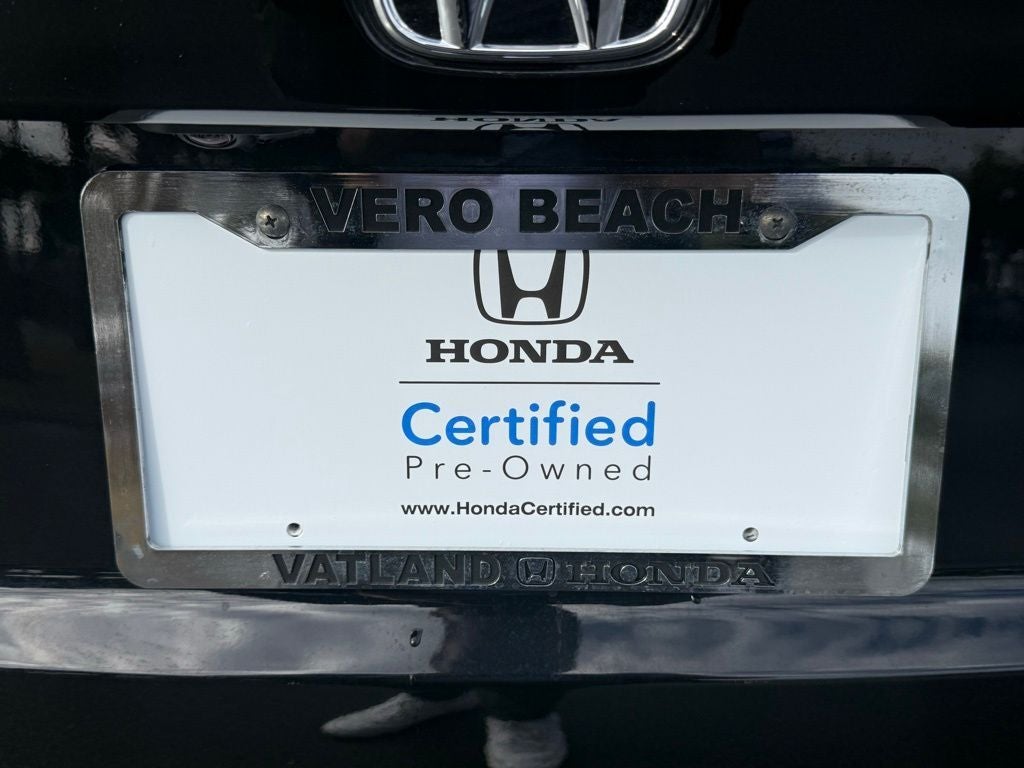 VERO BEACH
HONDA
Certified
Pre-Owned
www.HondaCertified.com
VATLAND HONDA